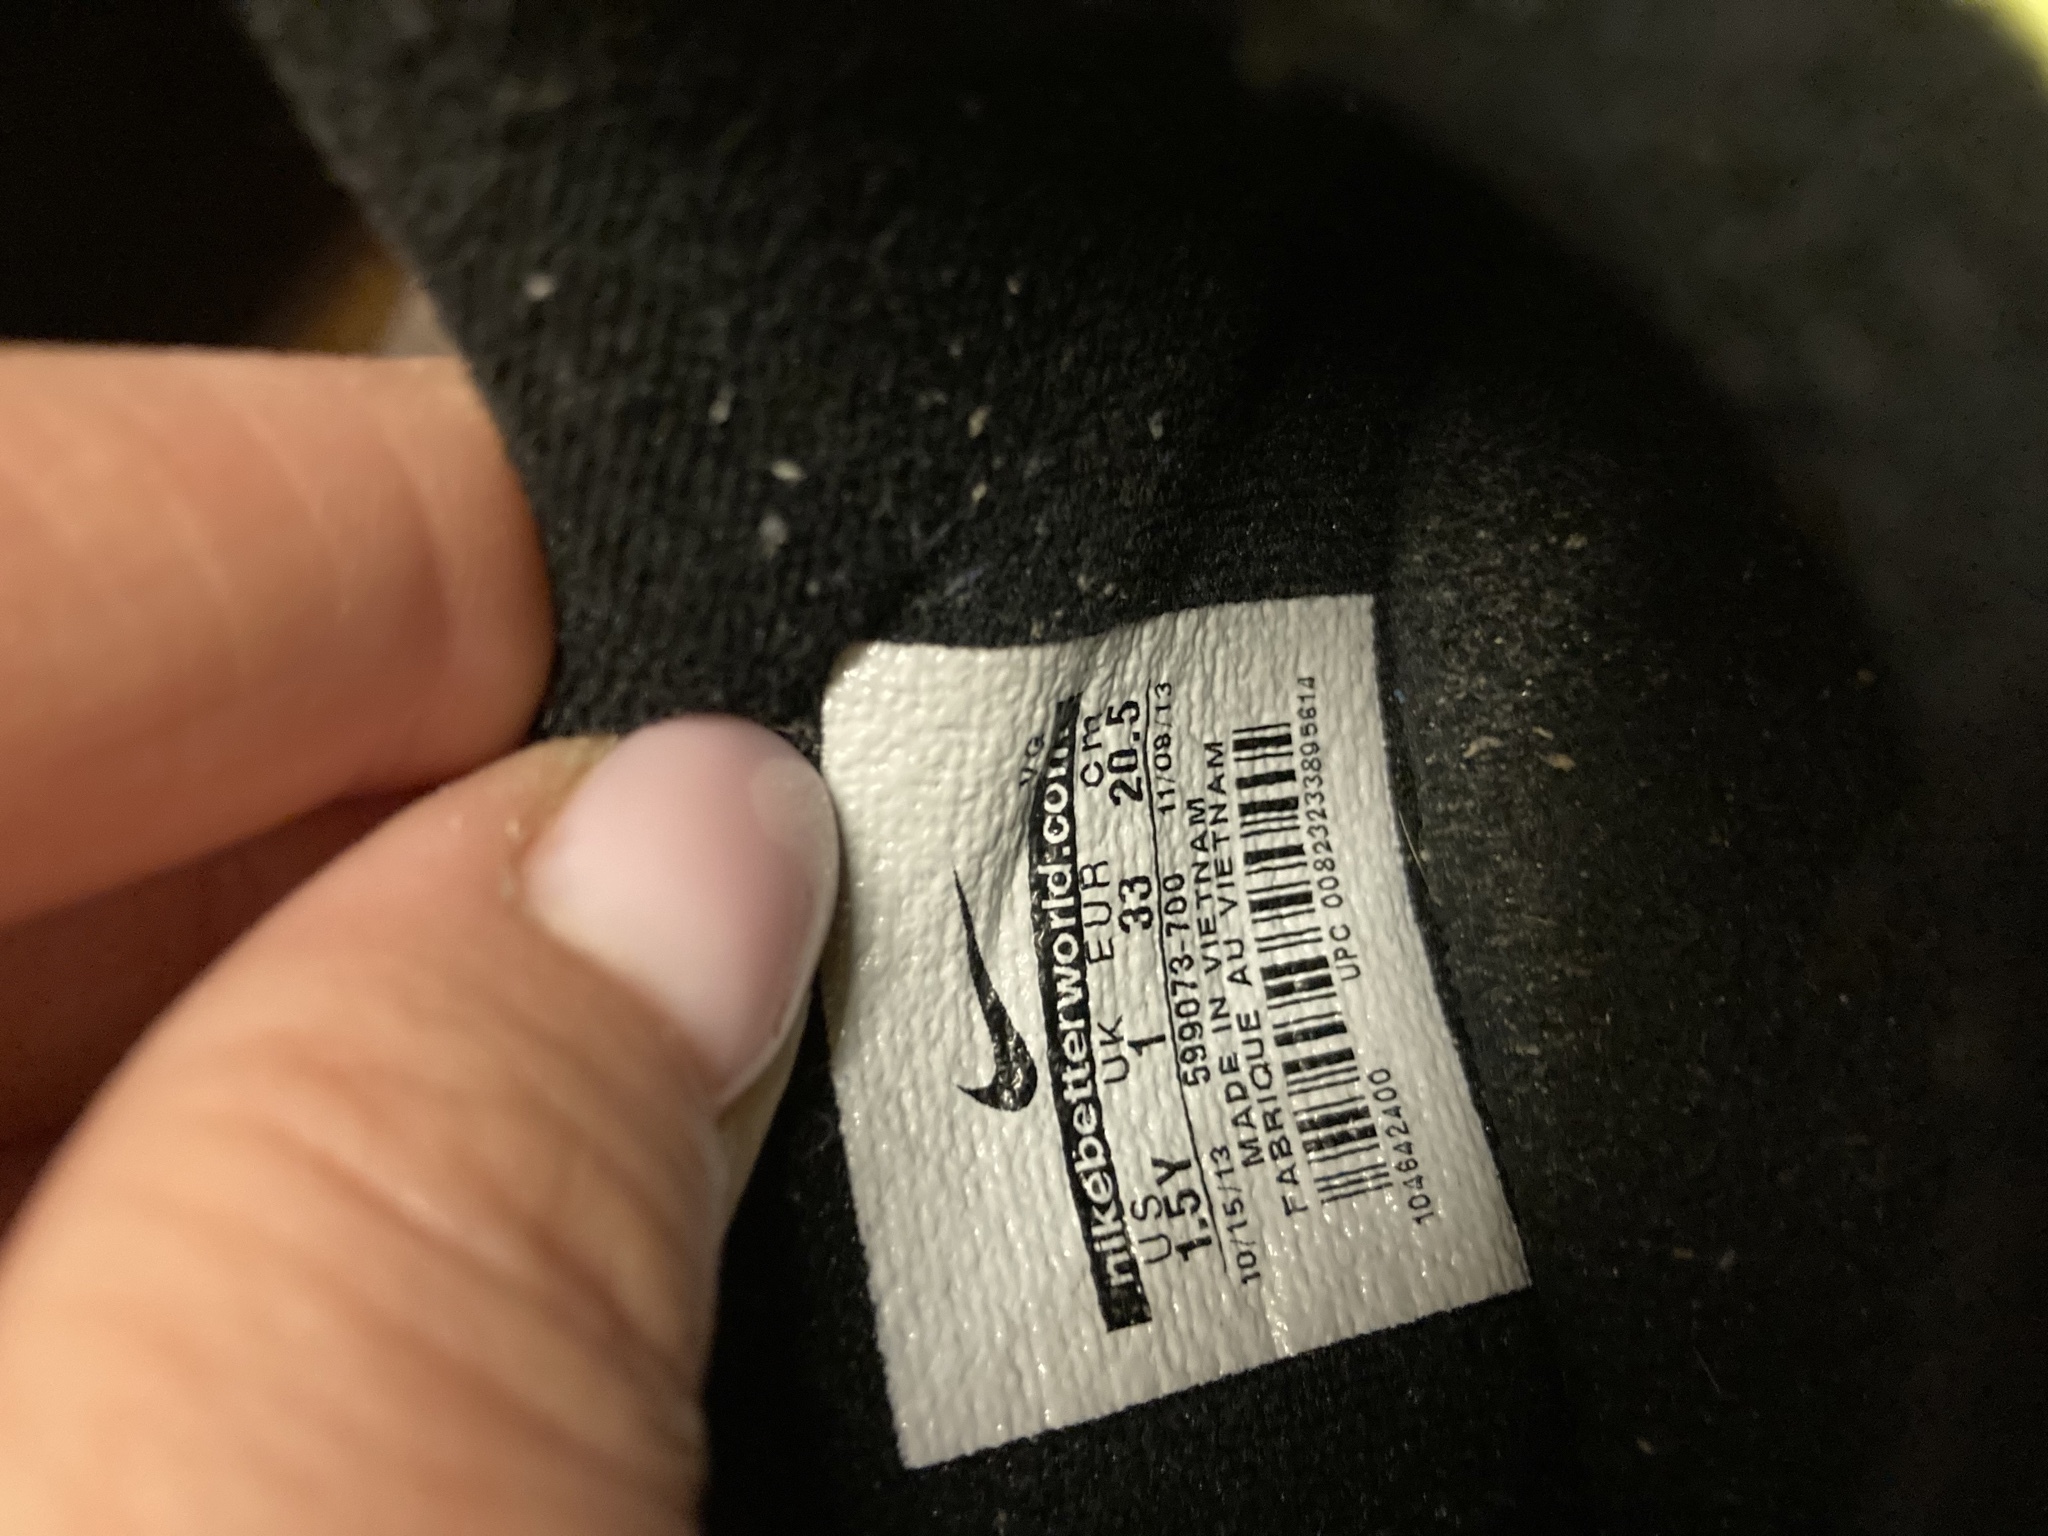 VG
nikebetterworld.com
US UK EUR cm
1.5Y 1 33 20.5
10/15/13 599073-700 11/08/13
MADE IN VIETNAM
FABRIQUE AU VIETNAM
UPC 00823233895614
104642400